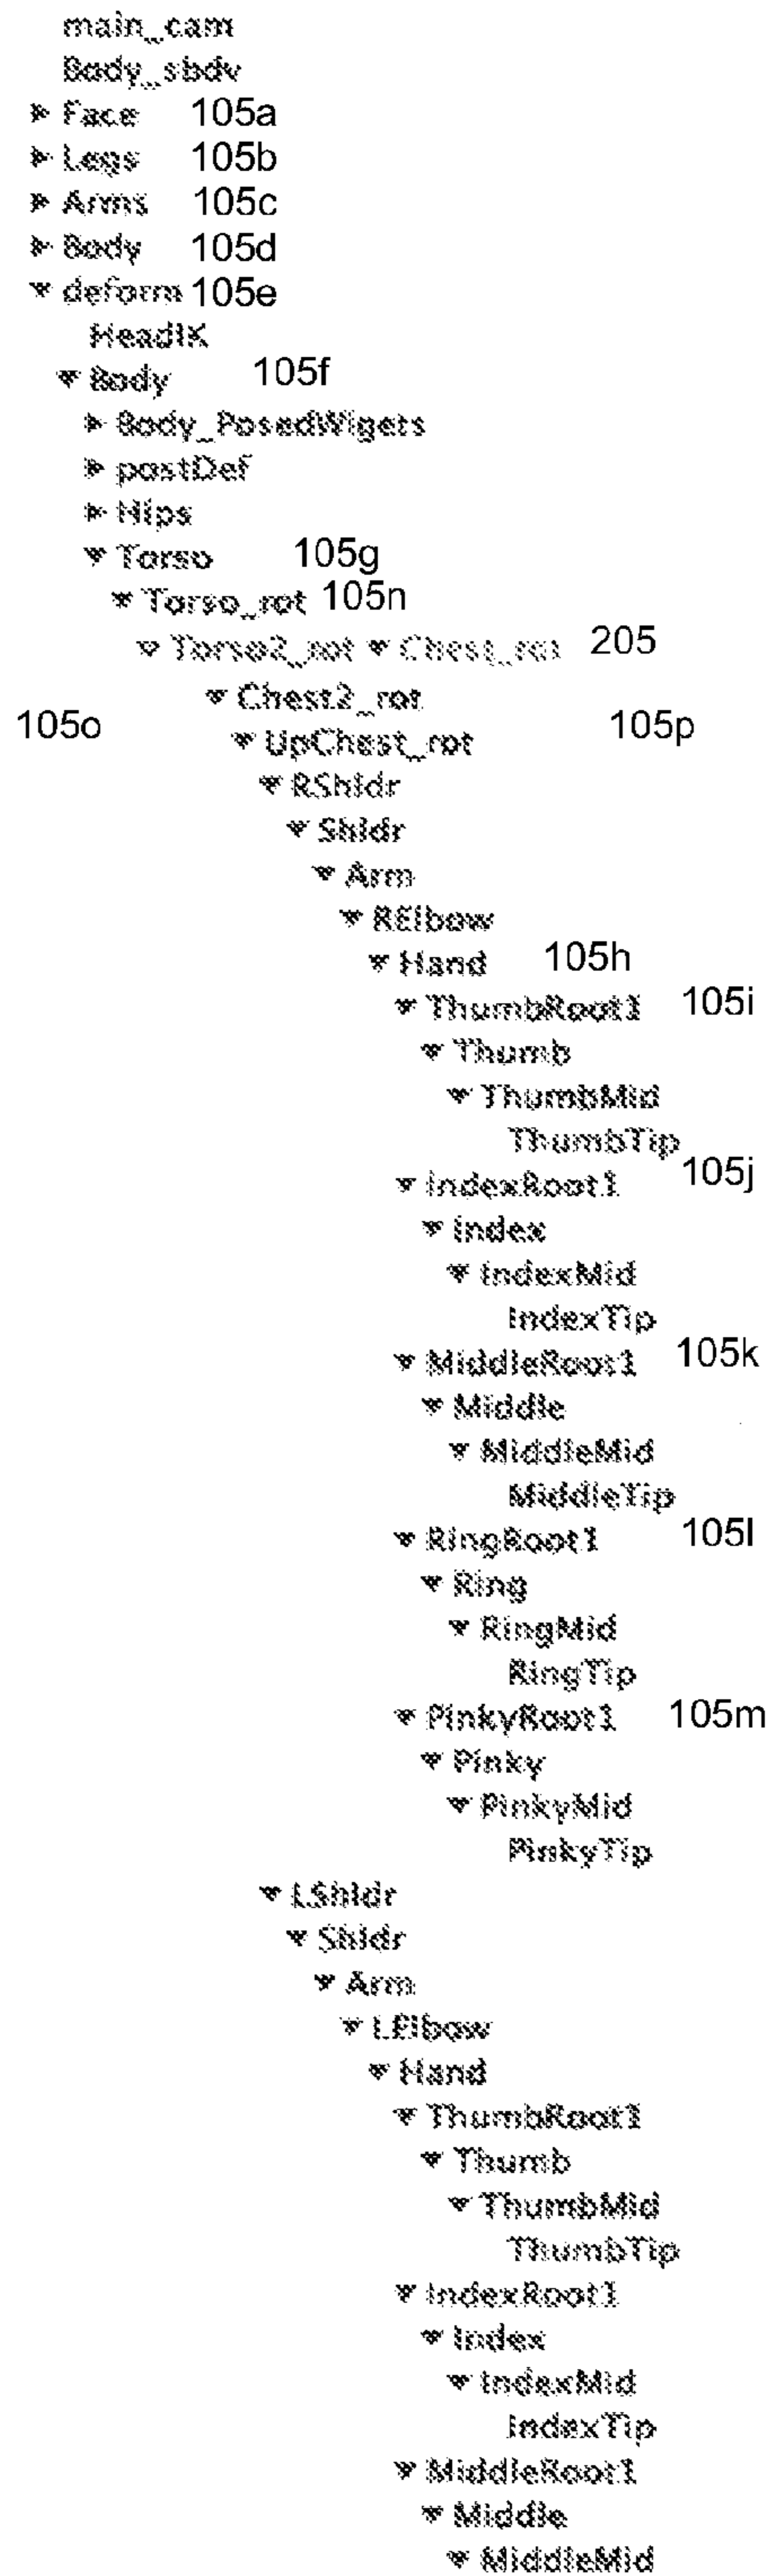 main_cam
Body_sbdv
Face 105a
Legs 105b
Arms 105c
Body 105d
deform 105e
HeadIK
Body 105f
Body_PosedWigets
postDef
Hips
Torso 105g
Torso_rot 105n
Torso2_rot Chest_rot 205
Chest2_rot
105o UpChest_rot 105p
RShldr
Shldr
Arm
RElbow
Hand 105h
ThumbRoot1 105i
Thumb
ThumbMid
ThumbTip
IndexRoot1 105j
Index
IndexMid
IndexTip
MiddleRoot1 105k
Middle
MiddleMid
MiddleTip
RingRoot1 105l
Ring
RingMid
RingTip
PinkyRoot1 105m
Pinky
PinkyMid
PinkyTip
LShldr
Shldr
Arm
LElbow
Hand
ThumbRoot1
Thumb
ThumbMid
ThumbTip
IndexRoot1
Index
IndexMid
IndexTip
MiddleRoot1
Middle
MiddleMid